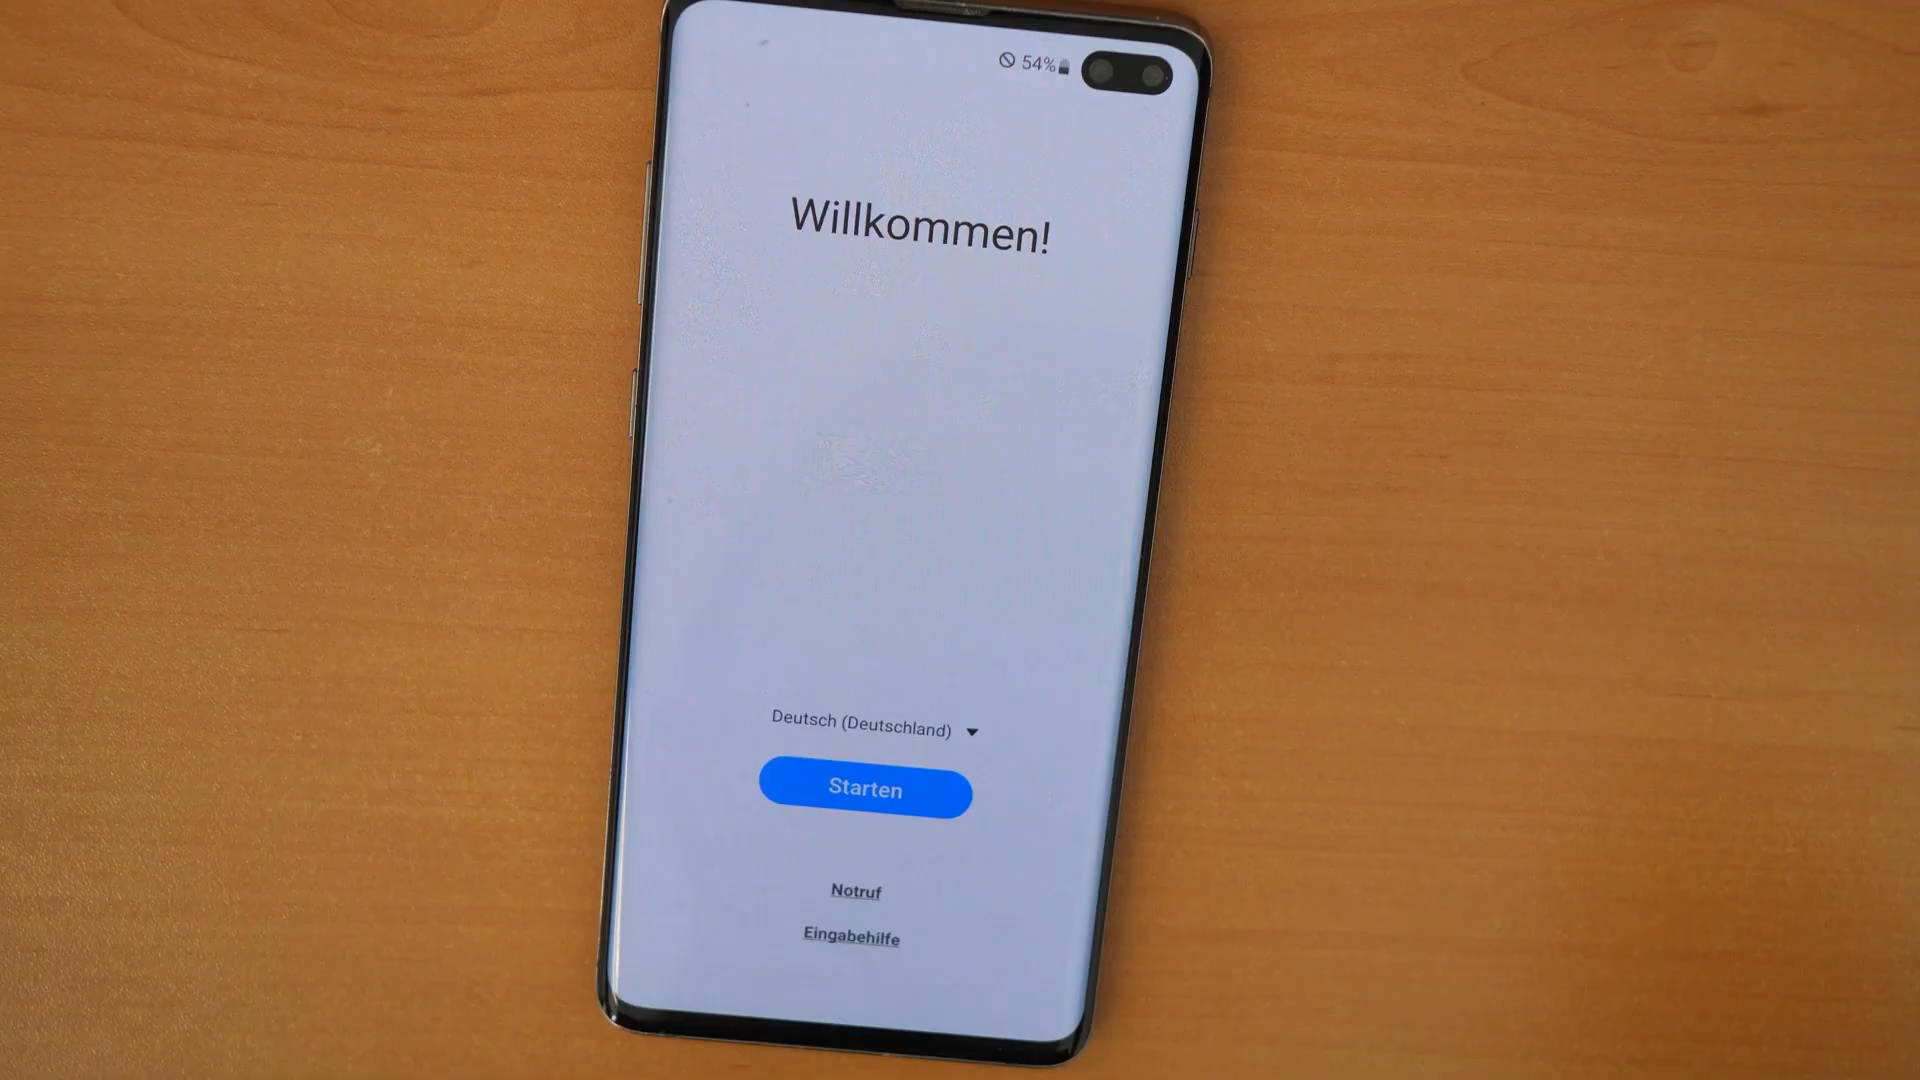 54%
Willkommen!
Deutsch (Deutschland)
Starten
Notruf
Eingabehilfe